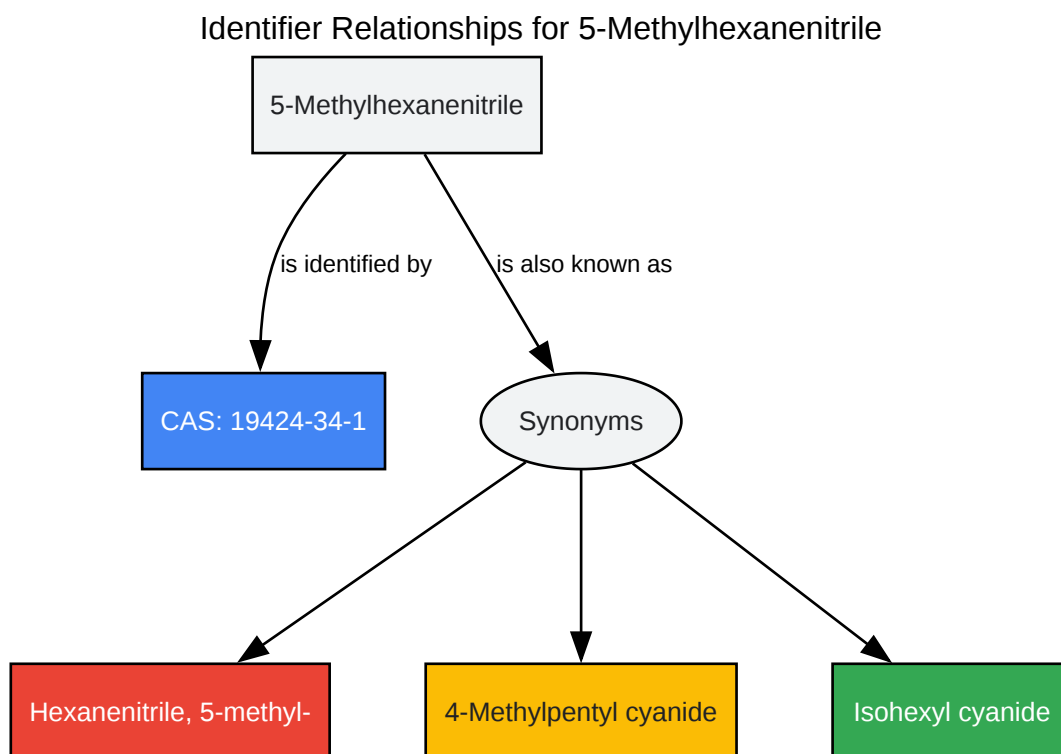 Identifier Relationships for 5-Methylhexanenitrile
5-Methylhexanenitrile
is identified by
is also known as
CAS: 19424-34-1
Synonyms
Hexanenitrile, 5-methyl-
4-Methylpentyl cyanide
Isohexyl cyanide